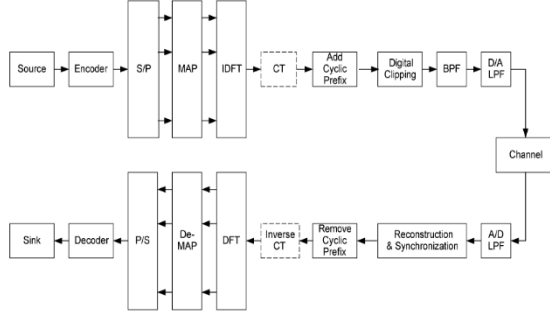 Source
Encoder
S/P
MAP
IDFT
CT
Add
Cyclic
Prefix
Digital
Clipping
BPF
D/A
LPF
Channel
Sink
Decoder
P/S
De-
MAP
DFT
Inverse
CT
Remove
Cyclic
Prefix
Reconstruction
& Synchronization
A/D
LPF